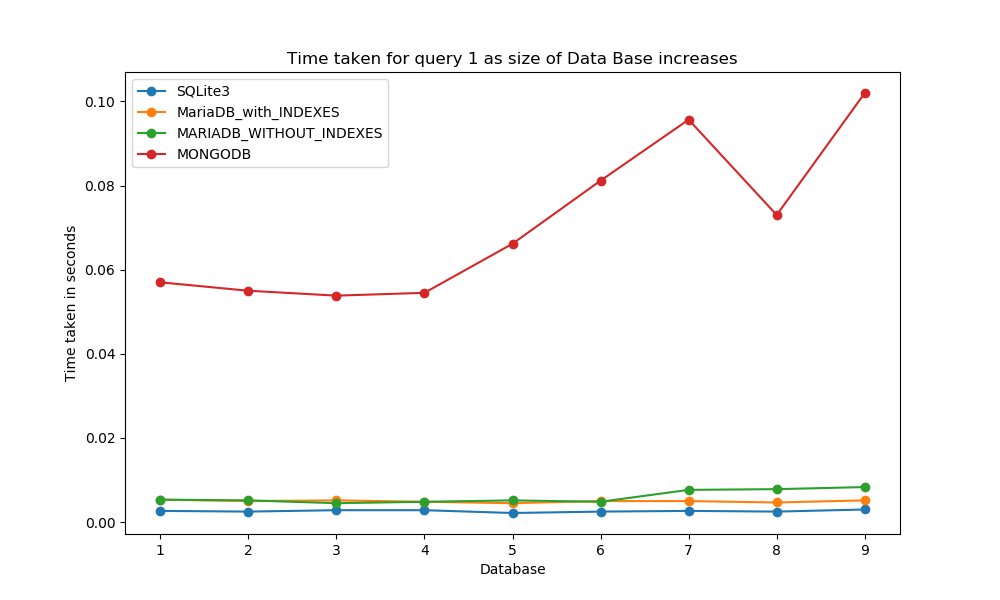 Time taken for query 1 as size of Data Base increases
SQLite3
MariaDB_with_INDEXES
MARIADB_WITHOUT_INDEXES
MONGODB
0.10
0.08
0.06
0.04
0.02
0.00
Time taken in seconds
1 2 3 4 5 6 7 8 9
Database